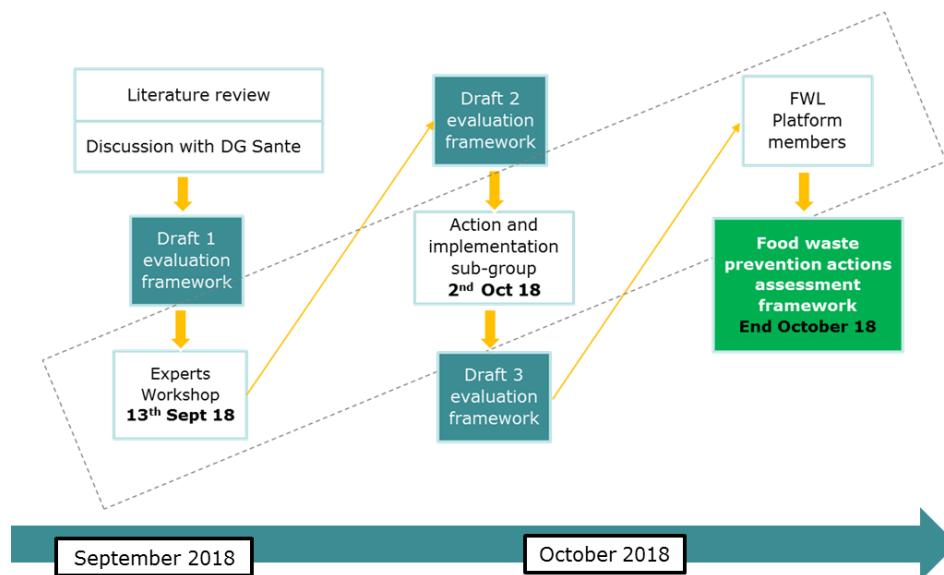 Literature review
Discussion with DG Sante
Draft 1
evaluation
framework
Experts
Workshop
13th Sept 18
Draft 2
evaluation
framework
Action and
implementation
sub-group
2nd Oct 18
Draft 3
evaluation
framework
FWL
Platform
members
Food waste
prevention actions
assessment
framework
End October 18
September 2018
October 2018